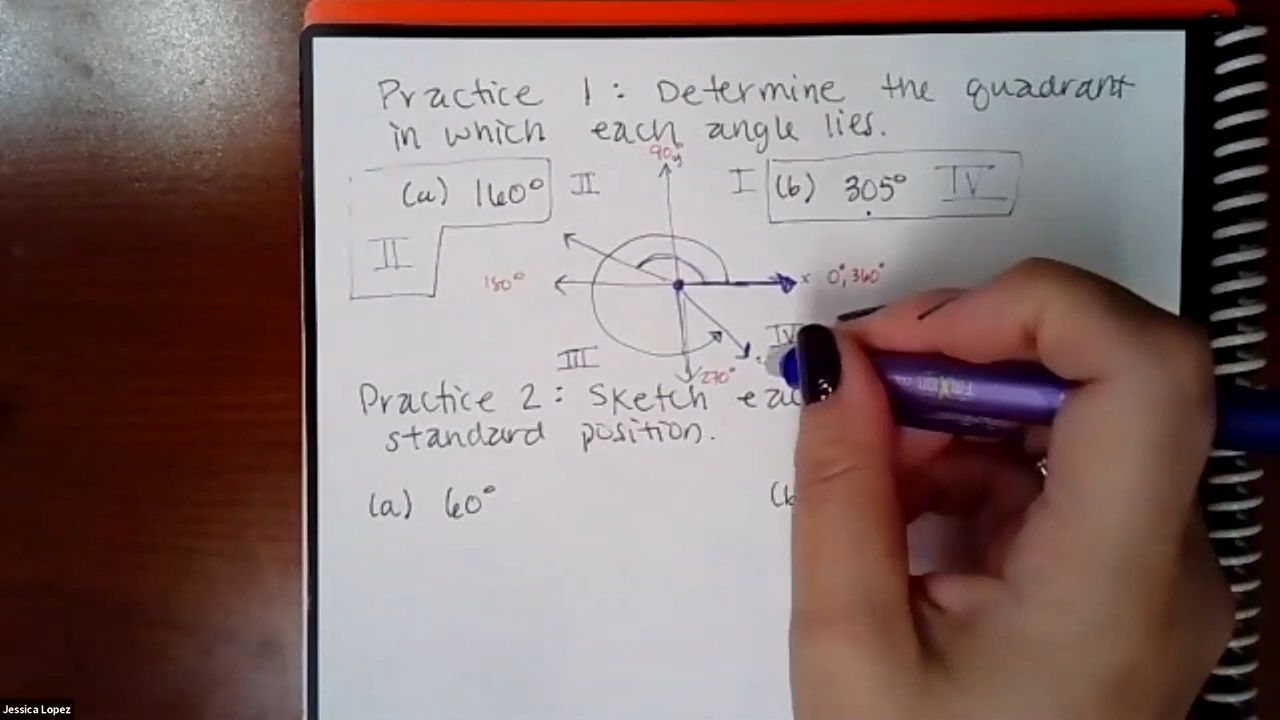 Practice 1: Determine the quadrant
in which each angle lies.
90°
y
(a) 160° II
I (b) 305° IV
II
180°
x 0°, 360°
IV
III
270°
Practice 2: Sketch
standard position.
(a) 60°
FriXion
Jessica Lopez